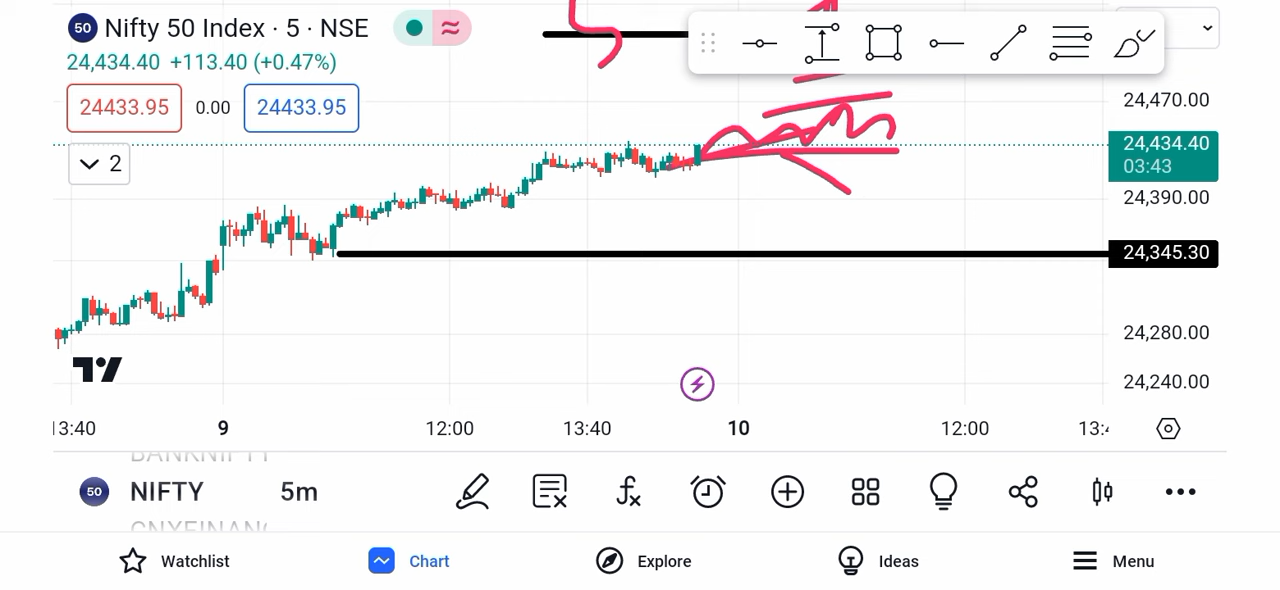 50 Nifty 50 Index · 5 · NSE
24,434.40 +113.40 (+0.47%)
24433.95 0.00 24433.95
2
24,470.00
24,434.40
03:43
24,390.00
24,345.30
24,280.00
24,240.00
13:40 9 12:00 13:40 10 12:00
BANKNIFTY
50 NIFTY 5m
Watchlist Chart Explore Ideas Menu